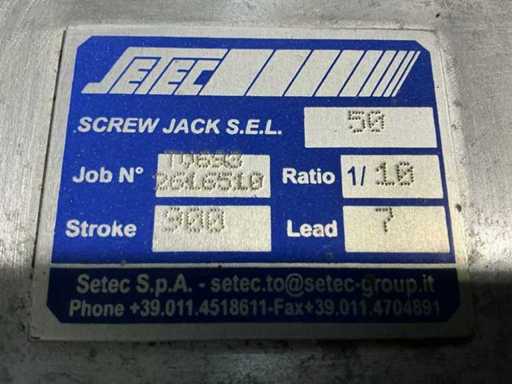 SETEC
SCREW JACK S.E.L. 50
Job N° 2616510 Ratio 1/ 10
Stroke 900 Lead 7
Setec S.p.A. - setec.to@setec-group.it
Phone +39.011.4518611-Fax+39.011.4704891